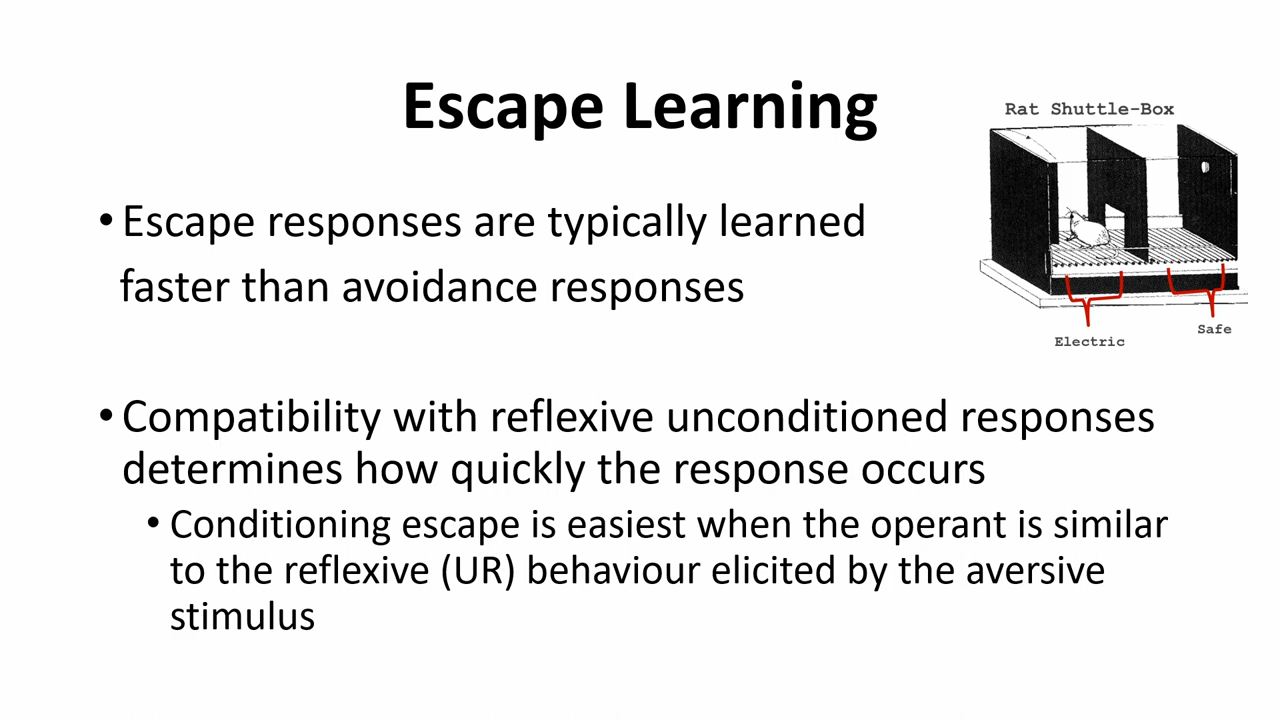 Escape Learning
Rat Shuttle-Box
• Escape responses are typically learned
faster than avoidance responses
Electric
Safe
• Compatibility with reflexive unconditioned responses
determines how quickly the response occurs
• Conditioning escape is easiest when the operant is similar
to the reflexive (UR) behaviour elicited by the aversive
stimulus